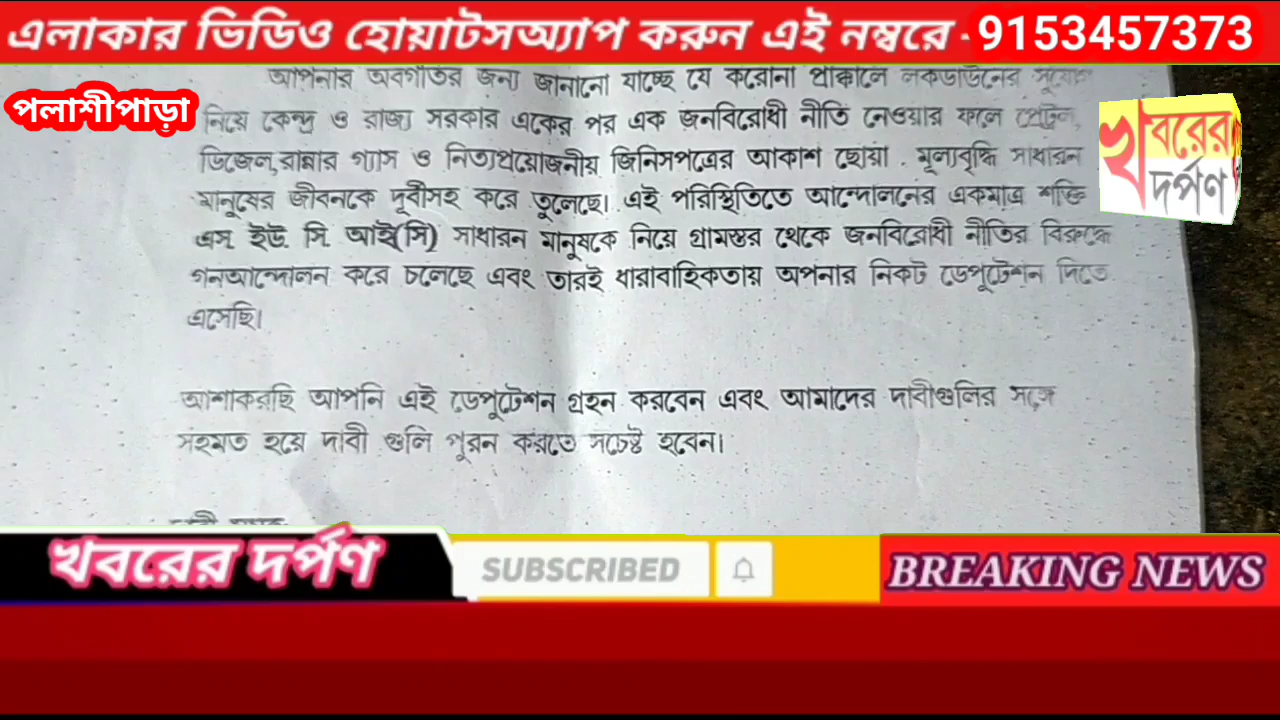 এলাকার ভিডিও হোয়াটসঅ্যাপ করুন এই নম্বরে - 9153457373
পলাশীপাড়া
খবরের
দর্পণ
আপনার অবগতির জন্য জানানো যাচ্ছে যে করোনা প্রাক্কালে লকডাউনের সুযোগ
নিয়ে কেন্দ্র ও রাজ্য সরকার একের পর এক জনবিরোধী নীতি নেওয়ার ফলে পেট্রল,
ডিজেল,রান্নার গ্যাস ও নিত্যপ্রয়োজনীয় জিনিসপত্রের আকাশ ছোয়া . মূল্যবৃদ্ধি সাধারন
মানুষের জীবনকে দূর্বীসহ করে তুলেছে। এই পরিস্থিতিতে আন্দোলনের একমাত্র শক্তি
এস. ইউ. সি. আই(সি) সাধারন মানুষকে নিয়ে গ্রামস্তর থেকে জনবিরোধী নীতির বিরুদ্ধে
গনআন্দোলন করে চলেছে এবং তারই ধারাবাহিকতায় অপনার নিকট ডেপুটেশন দিতে
এসেছি।
আশাকরছি আপনি এই ডেপুটেশন গ্রহন করবেন এবং আমাদের দাবীগুলির সঙ্গে
সহমত হয়ে দাবী গুলি পুরন করতে সচেষ্ট হবেন।
খবরের দর্পণ
SUBSCRIBED
BREAKING NEWS